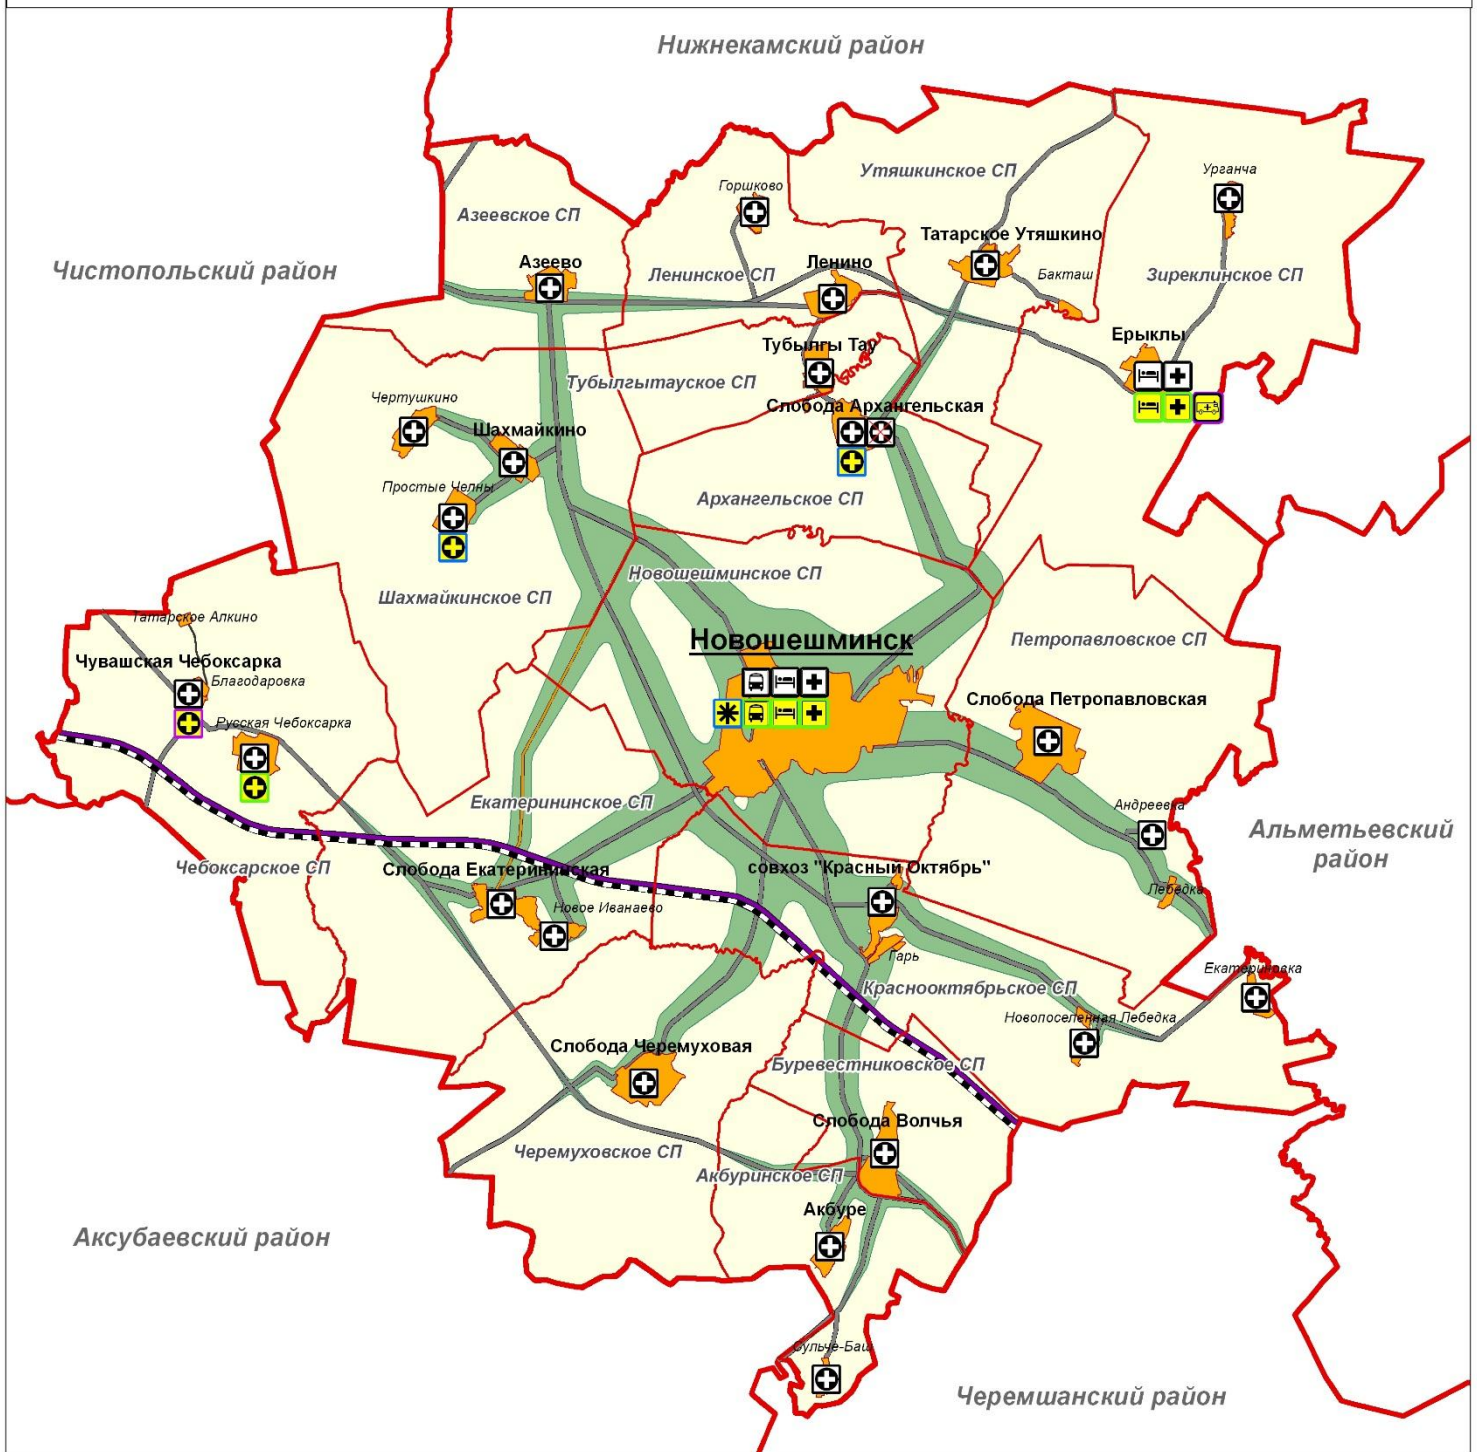 Нижнекамский район
Утяшкинское СП
Урганча
Горшково
Азеевское СП
Татарское Утяшкино
Чистопольский район
Азеево
Ленинское СП
Ленино
Бакташ
Зиреклинское СП
Ерыклы
Тубылгы Тау
Тубылгытауское СП
Чертушкино
Слобода Архангельская
Шахмайкино
Простые Челны
Архангельское СП
Новошешминское СП
Шахмайкинское СП
Татарское Алкино
Новошешминск
Петропавловское СП
Чувашская Чебоксарка
Благодаровка
Слобода Петропавловская
Русская Чебоксарка
Екатерининское СП
Андреевка
Альметьевский
район
Чебоксарское СП
Слобода Екатерининская
совхоз "Красный Октябрь"
Лебедка
Новое Иванаево
Гарь
Екатериновка
Краснооктябрьское СП
Новопоселенная Лебедка
Слобода Черемуховая
Буревестниковское СП
Слобода Волчья
Черемуховское СП
Акбуринское СП
Акбуре
Аксубаевский район
Сульче-Баш
Черемшанский район